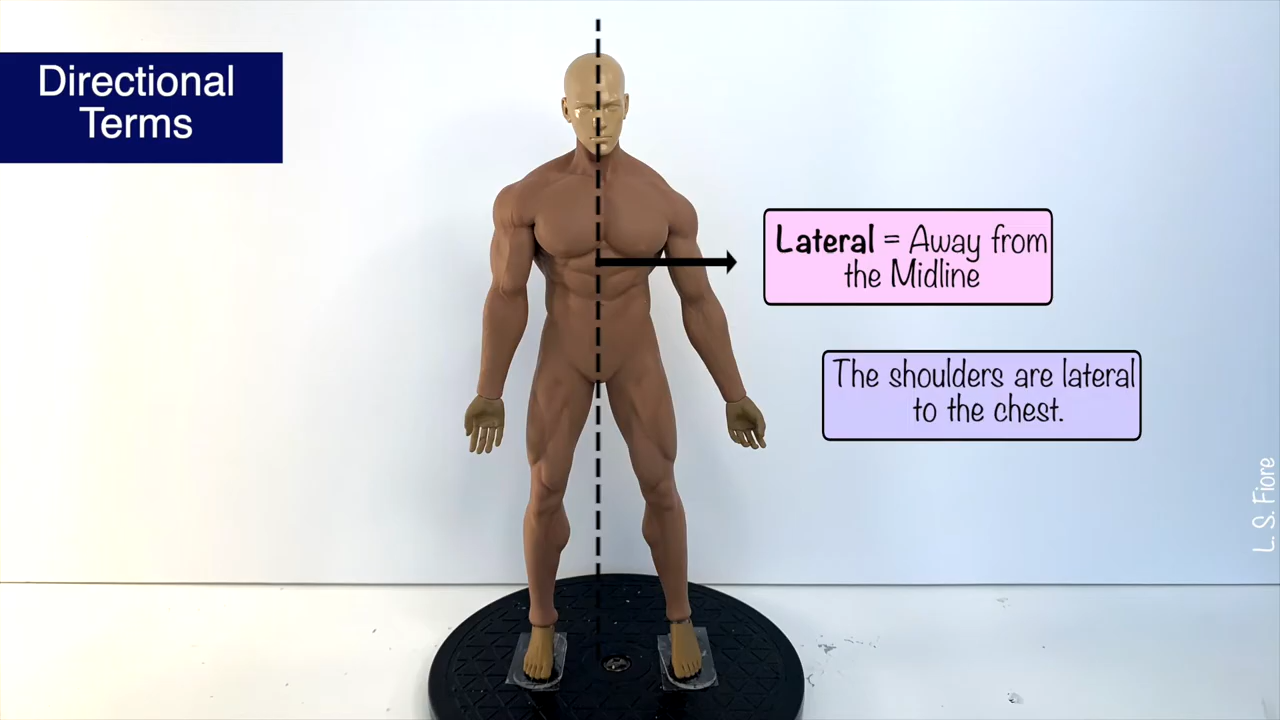 Directional
Terms
Lateral = Away from
the Midline
The shoulders are lateral
to the chest.
L. S. Fiore